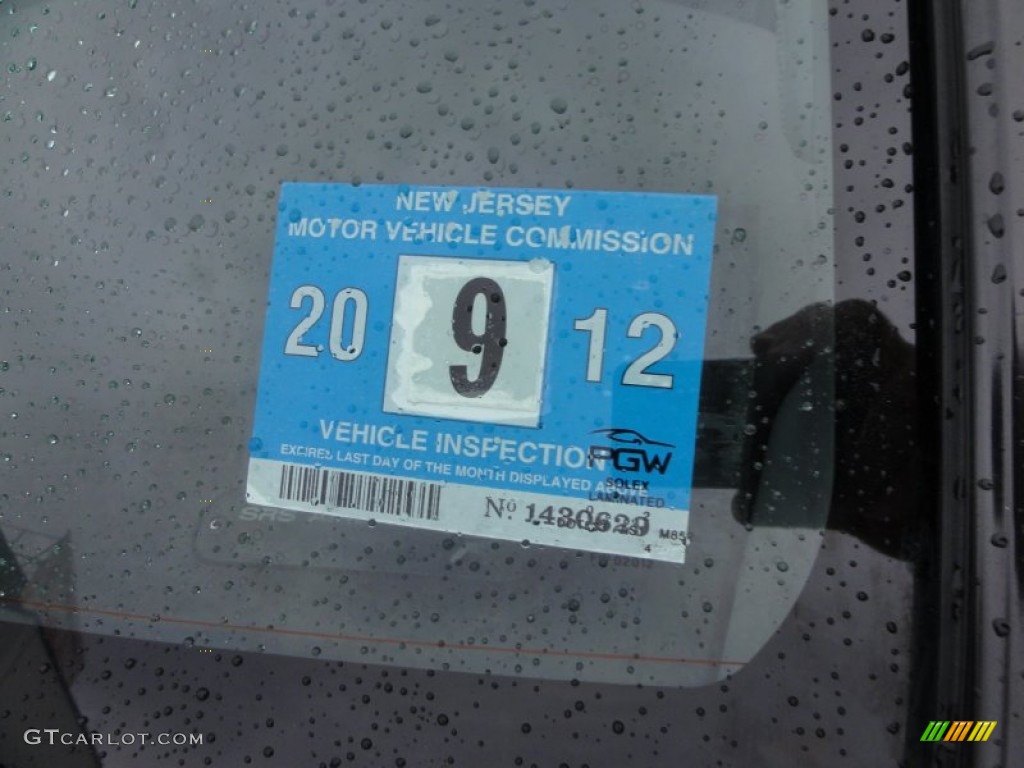 NEW JERSEY
MOTOR VEHICLE COMMISSION
20 9 12
VEHICLE INSPECTION
EXPIRES LAST DAY OF THE MONTH DISPLAYED ABOVE
PGW
SOLEX
LAMINATED
Nº. 1430629
GTCARLOT.COM